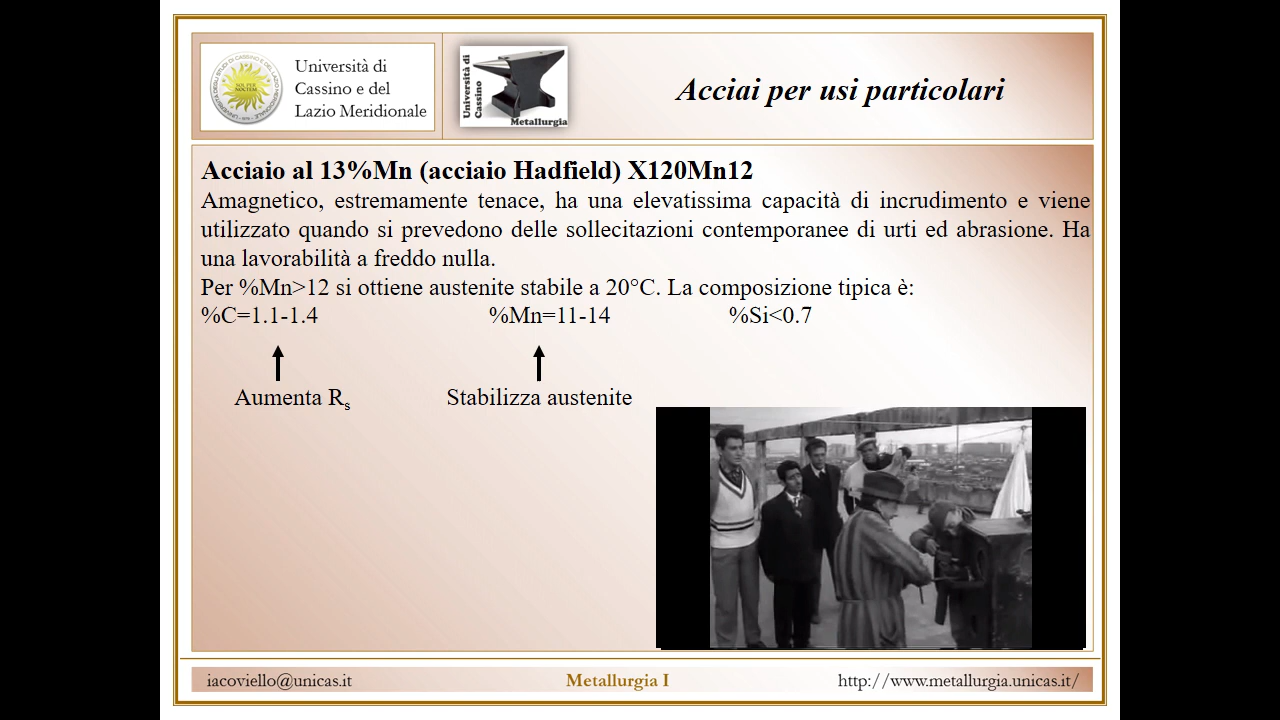 Università di
Cassino e del
Lazio Meridionale
Università di
Cassino
Metallurgia
Acciai per usi particolari
Acciaio al 13%Mn (acciaio Hadfield) X120Mn12
Amagnetico, estremamente tenace, ha una elevatissima capacità di incrudimento e viene
utilizzato quando si prevedono delle sollecitazioni contemporanee di urti ed abrasione. Ha
una lavorabilità a freddo nulla.
Per %Mn>12 si ottiene austenite stabile a 20°C. La composizione tipica è:
%C=1.1-1.4 %Mn=11-14 %Si<0.7
Aumenta Rs Stabilizza austenite
iacoviello@unicas.it Metallurgia I http://www.metallurgia.unicas.it/